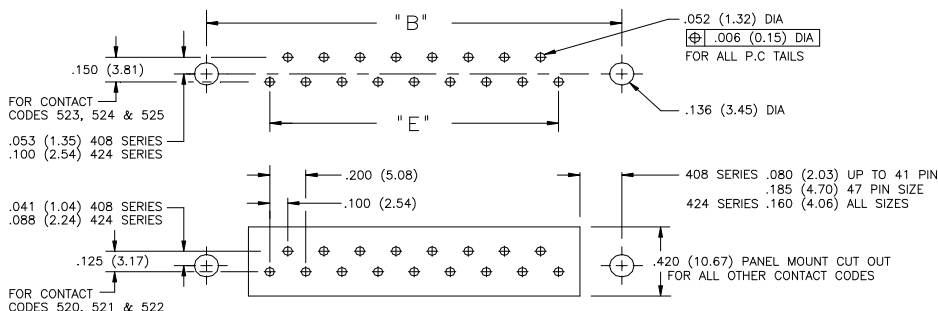 "B"
.052 (1.32) DIA
⌖ .006 (0.15) DIA
FOR ALL P.C TAILS
.150 (3.81)
FOR CONTACT
CODES 523, 524 & 525
.136 (3.45) DIA
"E"
.053 (1.35) 408 SERIES
.100 (2.54) 424 SERIES
.200 (5.08)
.100 (2.54)
408 SERIES .080 (2.03) UP TO 41 PIN
.185 (4.70) 47 PIN SIZE
424 SERIES .160 (4.06) ALL SIZES
.041 (1.04) 408 SERIES
.088 (2.24) 424 SERIES
.125 (3.17)
.420 (10.67) PANEL MOUNT CUT OUT
FOR ALL OTHER CONTACT CODES
FOR CONTACT
CODES 520, 521 & 522